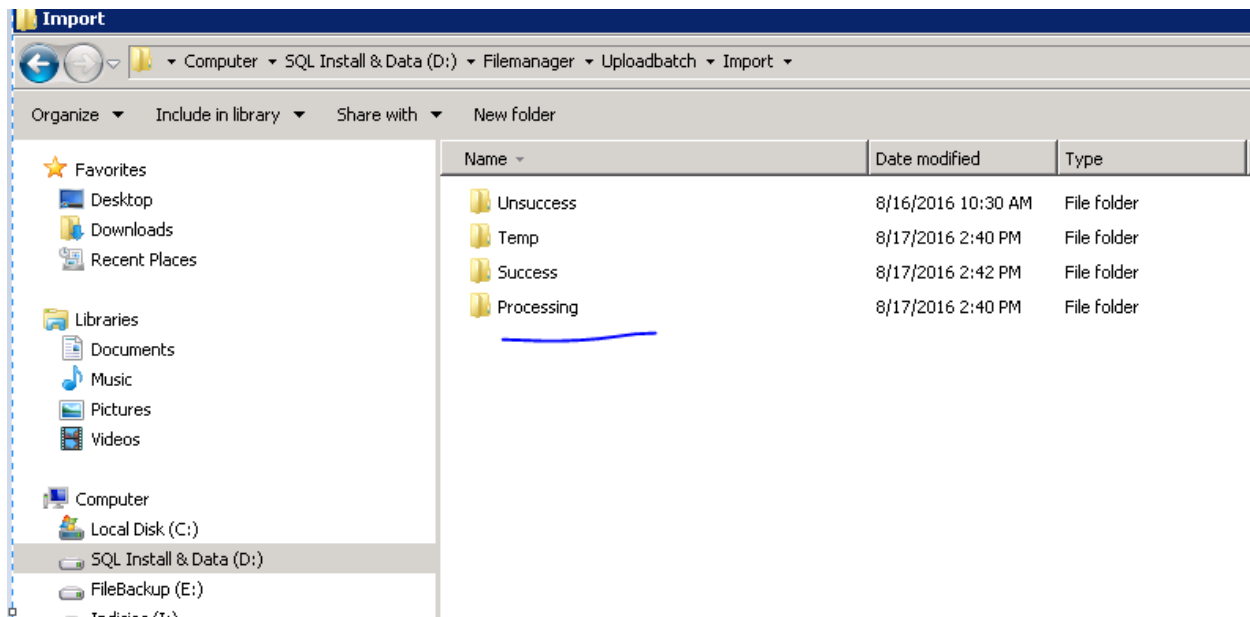 Import
Computer SQL Install & Data (D:) Filemanager Uploadbatch Import
Organize Include in library Share with New folder
Name Date modified Type
Favorites
Desktop
Downloads
Recent Places
Libraries
Documents
Music
Pictures
Videos
Computer
Local Disk (C:)
SQL Install & Data (D:)
FileBackup (E:)
Unsuccess 8/16/2016 10:30 AM File folder
Temp 8/17/2016 2:40 PM File folder
Success 8/17/2016 2:42 PM File folder
Processing 8/17/2016 2:40 PM File folder